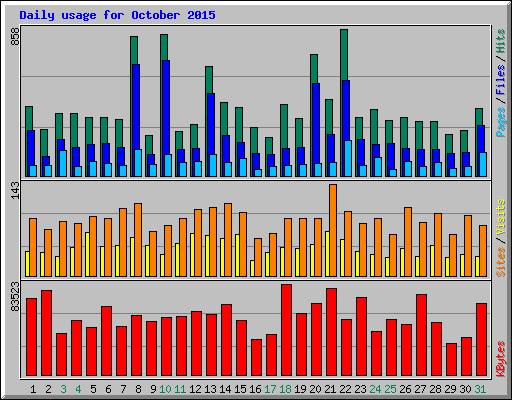 Daily usage for October 2015
858
Pages / Files / Hits
143
Sites / Visits
83523
KBytes
1 2 3 4 5 6 7 8 9 10 11 12 13 14 15 16 17 18 19 20 21 22 23 24 25 26 27 28 29 30 31